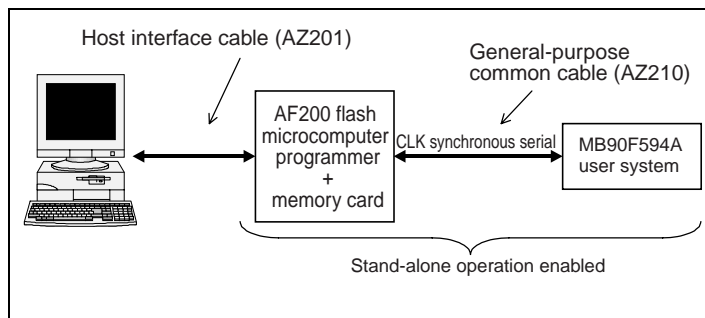 Host interface cable (AZ201)
General-purpose
common cable (AZ210)
AF200 flash
microcomputer
programmer
+
memory card
CLK synchronous serial
MB90F594A
user system
Stand-alone operation enabled